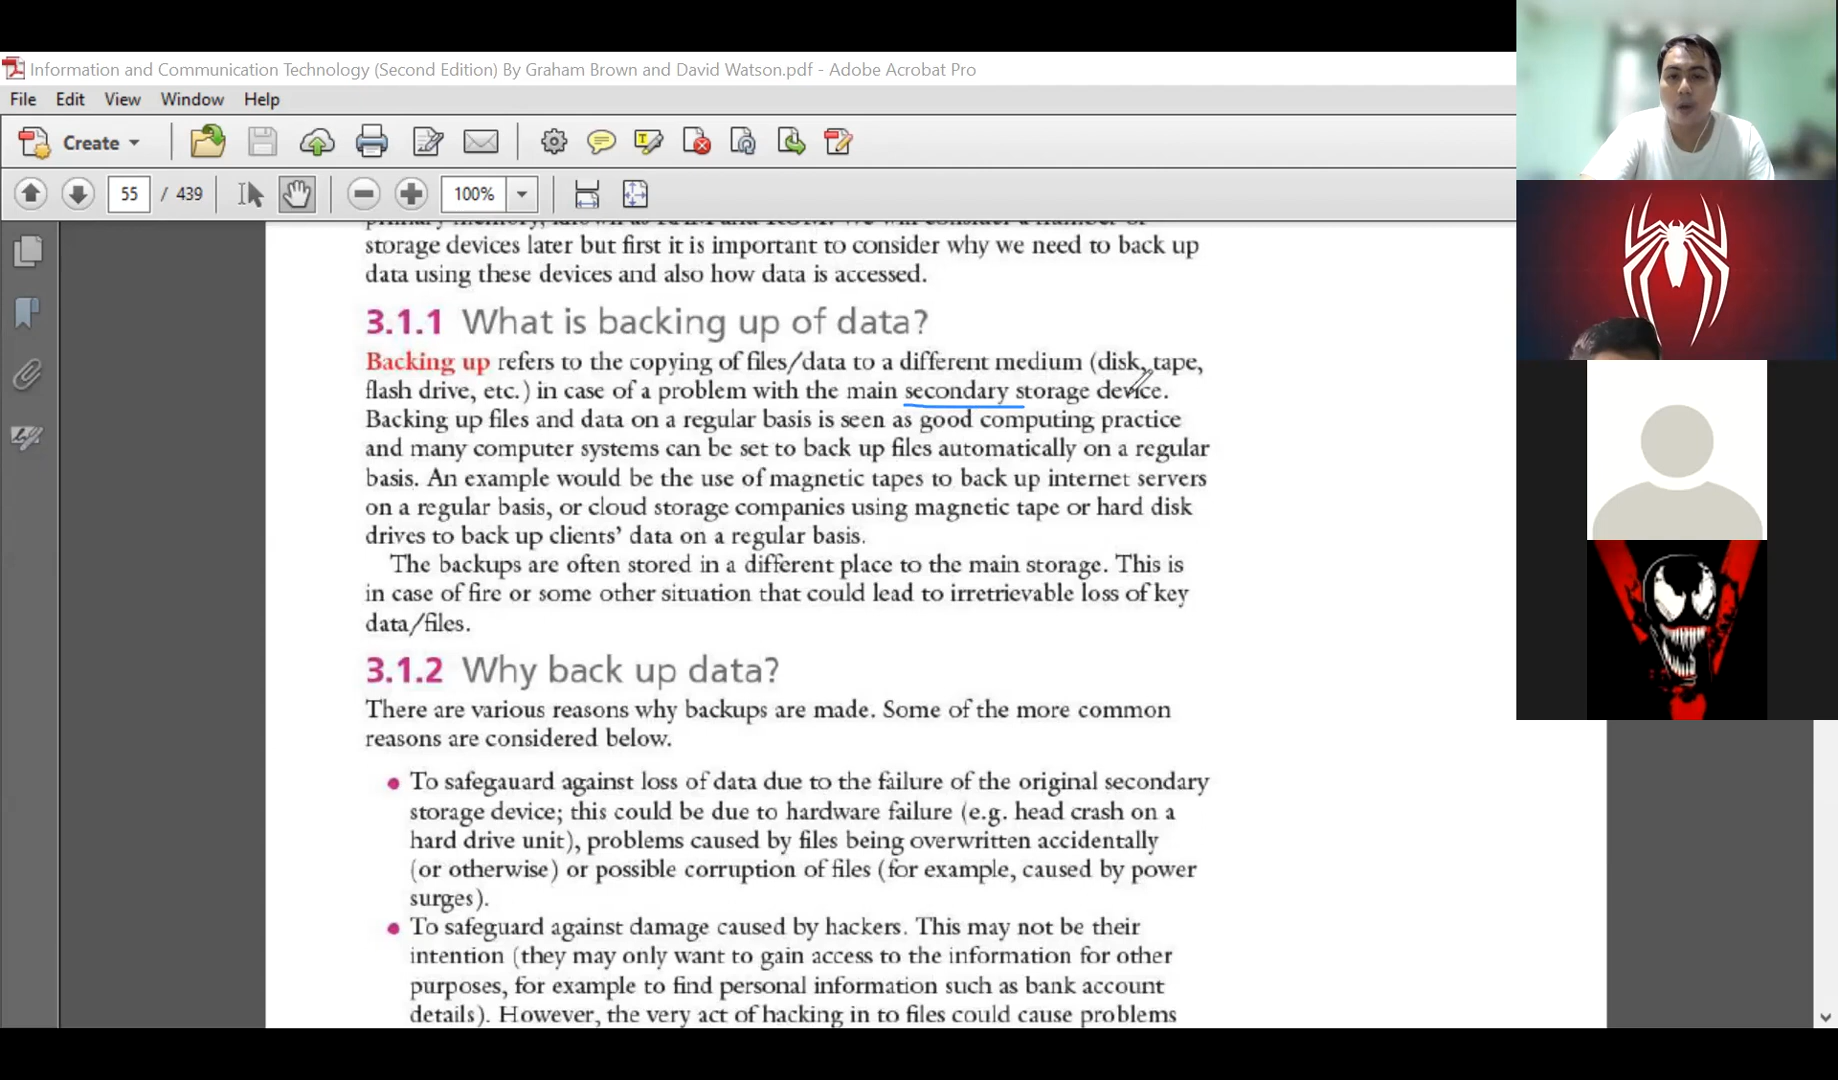 Information and Communication Technology (Second Edition) By Graham Brown and David Watson.pdf - Adobe Acrobat Pro
File Edit View Window Help
Create
55 / 439 100%
primary memory, known as RAM and ROM. We will consider a number of
storage devices later but first it is important to consider why we need to back up
data using these devices and also how data is accessed.
3.1.1 What is backing up of data?
Backing up refers to the copying of files/data to a different medium (disk, tape,
flash drive, etc.) in case of a problem with the main secondary storage device.
Backing up files and data on a regular basis is seen as good computing practice
and many computer systems can be set to back up files automatically on a regular
basis. An example would be the use of magnetic tapes to back up internet servers
on a regular basis, or cloud storage companies using magnetic tape or hard disk
drives to back up clients’ data on a regular basis.
The backups are often stored in a different place to the main storage. This is
in case of fire or some other situation that could lead to irretrievable loss of key
data/files.
3.1.2 Why back up data?
There are various reasons why backups are made. Some of the more common
reasons are considered below.
To safegauard against loss of data due to the failure of the original secondary
storage device; this could be due to hardware failure (e.g. head crash on a
hard drive unit), problems caused by files being overwritten accidentally
(or otherwise) or possible corruption of files (for example, caused by power
surges).
To safeguard against damage caused by hackers. This may not be their
intention (they may only want to gain access to the information for other
purposes, for example to find personal information such as bank account
details). However, the very act of hacking in to files could cause problems